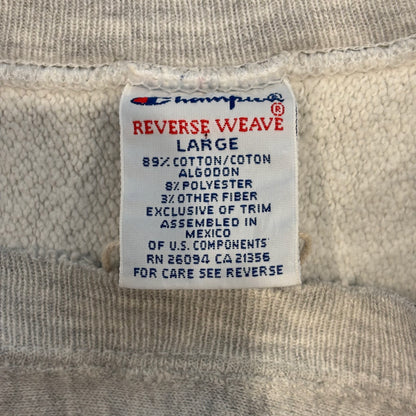 Champion
®
REVERSE WEAVE
LARGE
89% COTTON/COTON
ALGODON
8% POLYESTER
3% OTHER FIBER
EXCLUSIVE OF TRIM
ASSEMBLED IN
MEXICO
OF U.S. COMPONENTS
RN 26094 CA 21356
FOR CARE SEE REVERSE